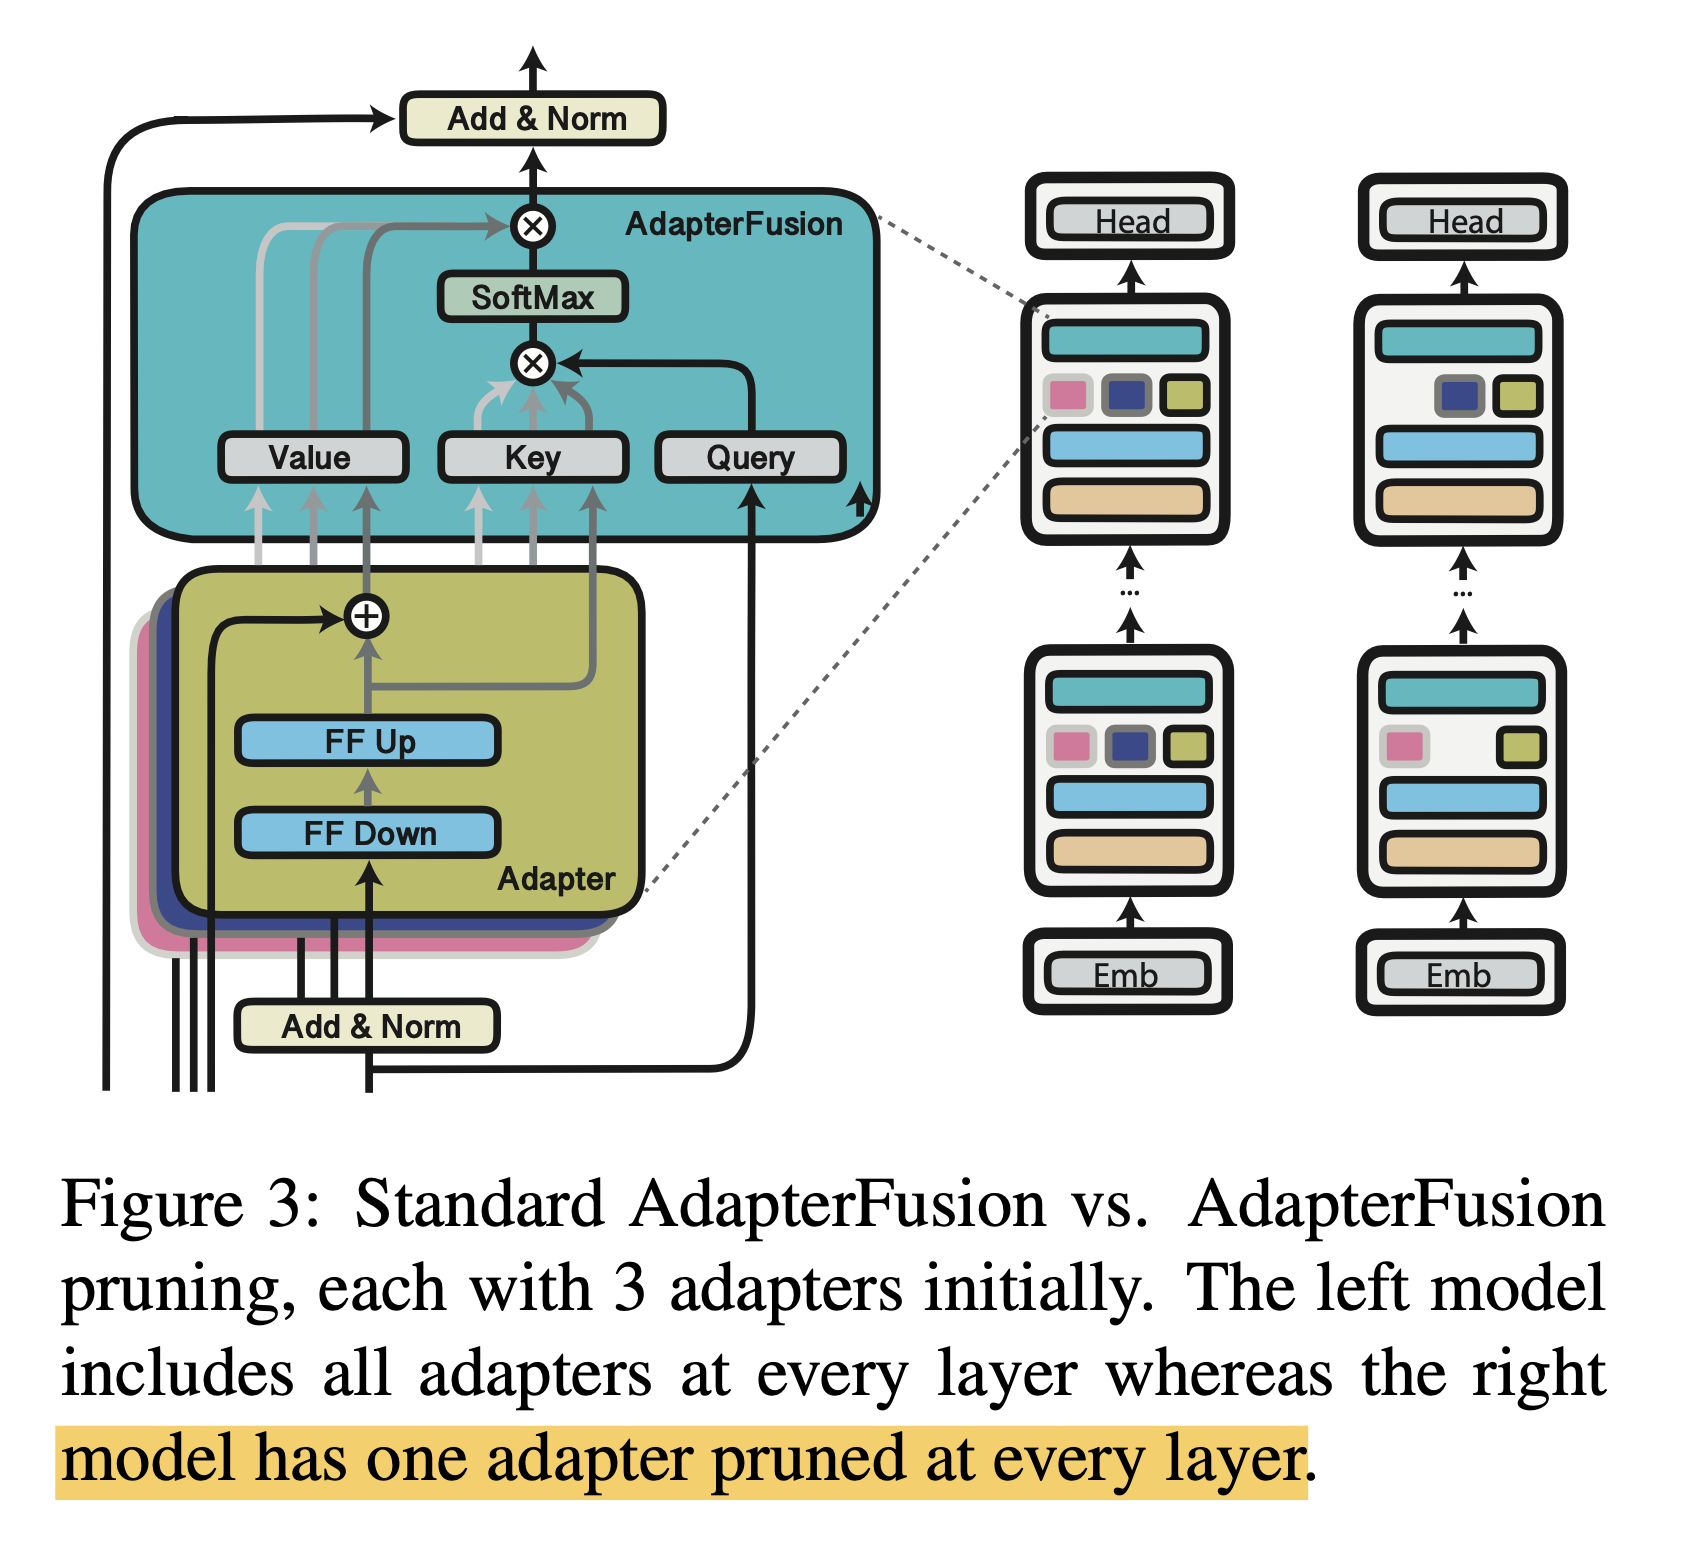 Add & Norm
AdapterFusion
SoftMax
Value
Key
Query
FF Up
FF Down
Adapter
Add & Norm
Head
...
Emb
Head
...
Emb
Figure 3: Standard AdapterFusion vs. AdapterFusion
pruning, each with 3 adapters initially. The left model
includes all adapters at every layer whereas the right
model has one adapter pruned at every layer.